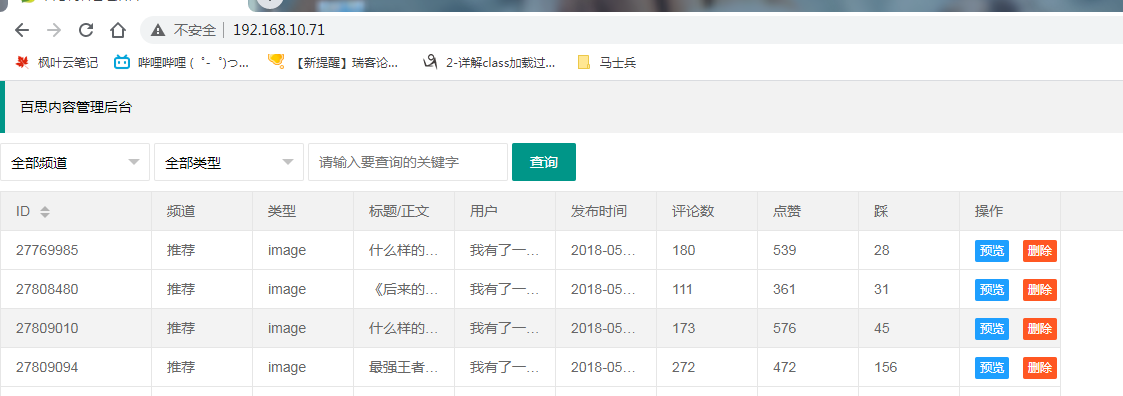 不安全 192.168.10.71
枫叶云笔记 哔哩哔哩 ( ゜- ゜)つ... 【新提醒】瑞客论... 2-详解class加载过... 马士兵
百思内容管理后台
全部频道 全部类型 请输入要查询的关键字 查询
ID 频道 类型 标题/正文 用户 发布时间 评论数 点赞 踩 操作
27769985 推荐 image 什么样的... 我有了一... 2018-05... 180 539 28 预览 删除
27808480 推荐 image 《后来的... 我有了一... 2018-05... 111 361 31 预览 删除
27809010 推荐 image 什么样的... 我有了一... 2018-05... 173 576 45 预览 删除
27809094 推荐 image 最强王者... 我有了一... 2018-05... 272 472 156 预览 删除